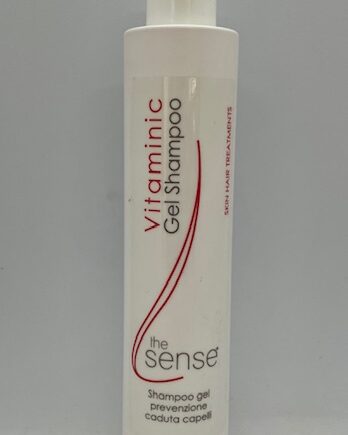 Vitaminic
Gel Shampoo
SKIN HAIR TREATMENTS
the
sense
Shampoo gel
prevenzione
caduta capelli